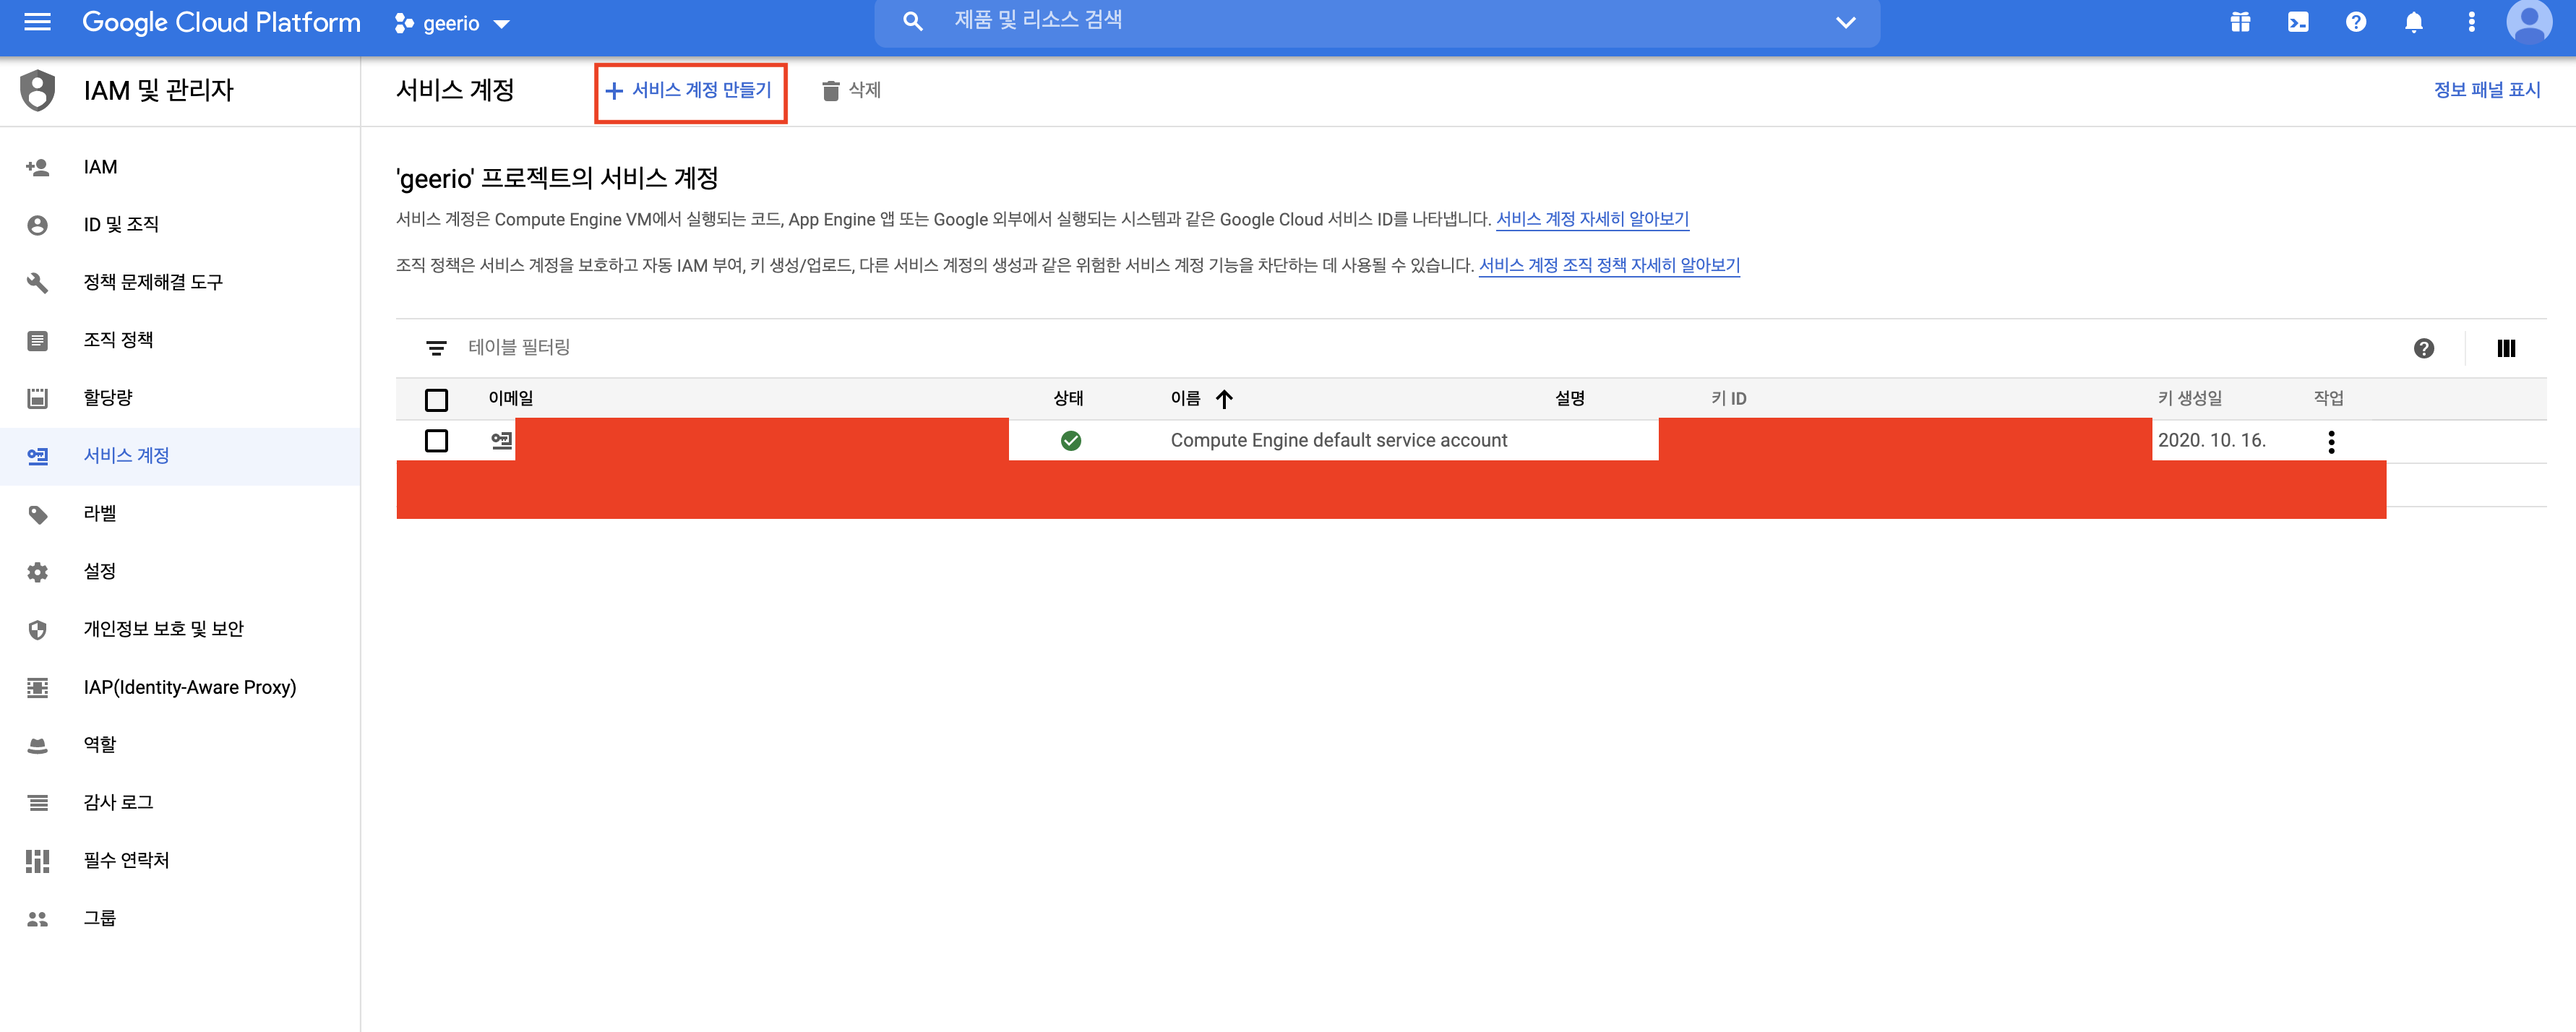 Google Cloud Platform
geerio
제품 및 리소스 검색
IAM 및 관리자
서비스 계정
+ 서비스 계정 만들기
삭제
정보 패널 표시
IAM
ID 및 조직
정책 문제해결 도구
조직 정책
할당량
서비스 계정
라벨
설정
개인정보 보호 및 보안
IAP(Identity-Aware Proxy)
역할
감사 로그
필수 연락처
그룹
'geerio' 프로젝트의 서비스 계정
서비스 계정은 Compute Engine VM에서 실행되는 코드, App Engine 앱 또는 Google 외부에서 실행되는 시스템과 같은 Google Cloud 서비스 ID를 나타냅니다. 서비스 계정 자세히 알아보기
조직 정책은 서비스 계정을 보호하고 자동 IAM 부여, 키 생성/업로드, 다른 서비스 계정의 생성과 같은 위험한 서비스 계정 기능을 차단하는 데 사용될 수 있습니다. 서비스 계정 조직 정책 자세히 알아보기
테이블 필터링
이메일 상태 이름 설명 키 ID 키 생성일 작업
Compute Engine default service account 2020. 10. 16.